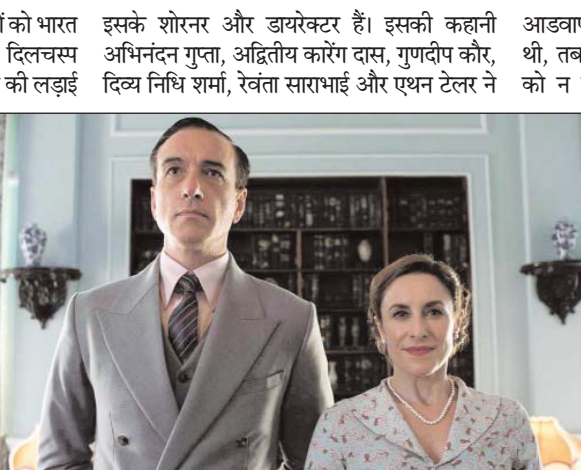 ों को भारत
दिलचस्प
की लड़ाई
इसके शोरनर और डायरेक्टर हैं। इसकी कहानी
अभिनंदन गुप्ता, अद्वितीय कारेंग दास, गुणदीप कौर,
दिव्य निधि शर्मा, रेवंता साराभाई और एथन टेलर ने
थी, तब
को न